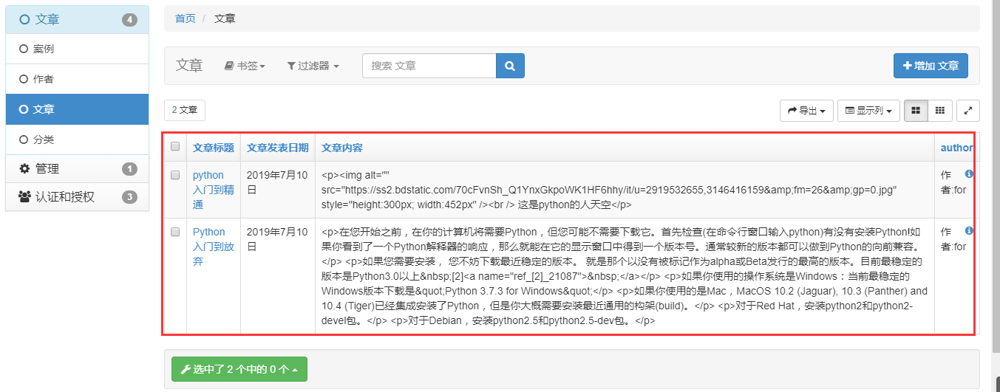 文章 4
案例
作者
文章
分类
管理 1
认证和授权 3
首页 / 文章
文章 书签 过滤器 搜索 文章 增加 文章
2 文章 导出 显示列
文章标题 文章发表日期 文章内容 author
python
入门到精
通
2019年7月10
日
<p><img alt=""
src="https://ss2.bdstatic.com/70cFvnSh_Q1YnxGkpoWK1HF6hhy/it/u=2919532655,3146416159&amp;fm=26&amp;gp=0.jpg"
style="height:300px; width:452px" /><br /> 这是python的人天空</p>
作
者:for
Python
入门到放
弃
2019年7月10
日
<p>在您开始之前，在你的计算机将需要Python，但您可能不需要下载它。首先检查(在命令行窗口输入python)有没有安装Python!如
果你看到了一个Python解释器的响应，那么就能在它的显示窗口中得到一个版本号。通常较新的版本都可以做到Python的向前兼容。
</p> <p>如果您需要安装， 您不妨下载最近稳定的版本。 就是那个以没有被标记作为alpha或Beta发行的最高的版本。目前最稳定的
版本是Python3.0以上&nbsp;[2]<a name="ref_[2]_21087">&nbsp;</a></p> <p>如果你使用的操作系统是Windows：当前最稳定的
Windows版本下载是&quot;Python 3.7.3 for Windows&quot;</p> <p>如果你使用的是Mac，MacOS 10.2 (Jaguar), 10.3 (Panther) and
10.4 (Tiger)已经集成安装了Python，但是你大概需要安装最近通用的构架(build)。</p> <p>对于Red Hat，安装python2和python2-
devel包。</p> <p>对于Debian，安装python2.5和python2.5-dev包。</p>
作
者:for
选中了 2 个中的 0 个